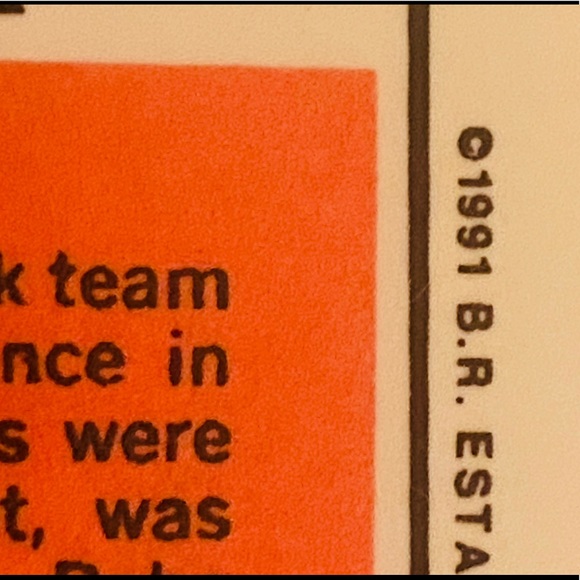 k team
nce in
s were
t, was
©1991 B.R. ESTA